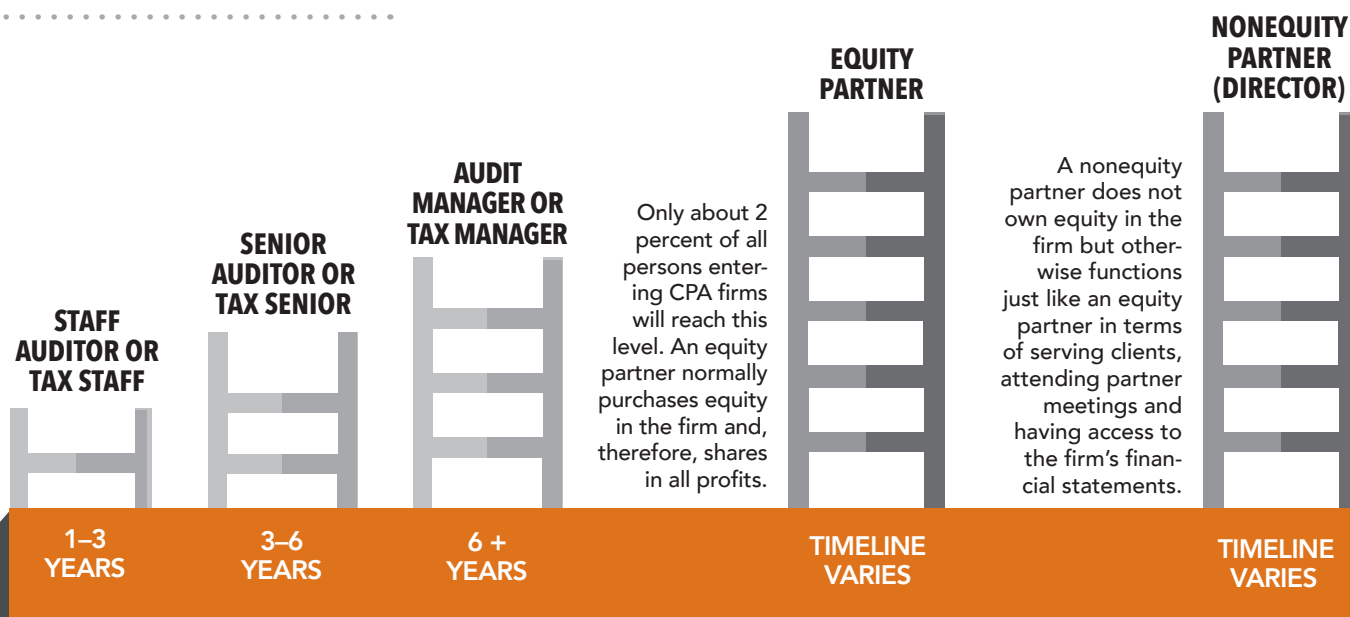 STAFF
AUDITOR OR
TAX STAFF
1–3
YEARS
SENIOR
AUDITOR OR
TAX SENIOR
3–6
YEARS
AUDIT
MANAGER OR
TAX MANAGER
6 +
YEARS
Only about 2
percent of all
persons enter-
ing CPA firms
will reach this
level. An equity
partner normally
purchases equity
in the firm and,
therefore, shares
in all profits.
EQUITY
PARTNER
TIMELINE
VARIES
A nonequity
partner does not
own equity in the
firm but other-
wise functions
just like an equity
partner in terms
of serving clients,
attending partner
meetings and
having access to
the firm's finan-
cial statements.
NONEQUITY
PARTNER
(DIRECTOR)
TIMELINE
VARIES